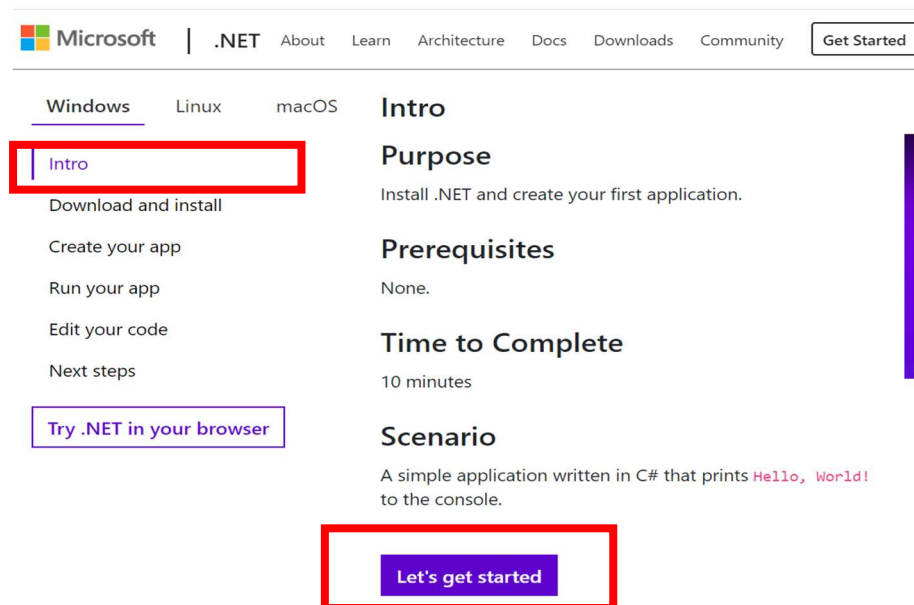 Microsoft | .NET About Learn Architecture Docs Downloads Community Get Started
Windows Linux macOS
Intro
Download and install
Create your app
Run your app
Edit your code
Next steps
Try .NET in your browser
Intro
Purpose
Install .NET and create your first application.
Prerequisites
None.
Time to Complete
10 minutes
Scenario
A simple application written in C# that prints Hello, World!
to the console.
Let's get started